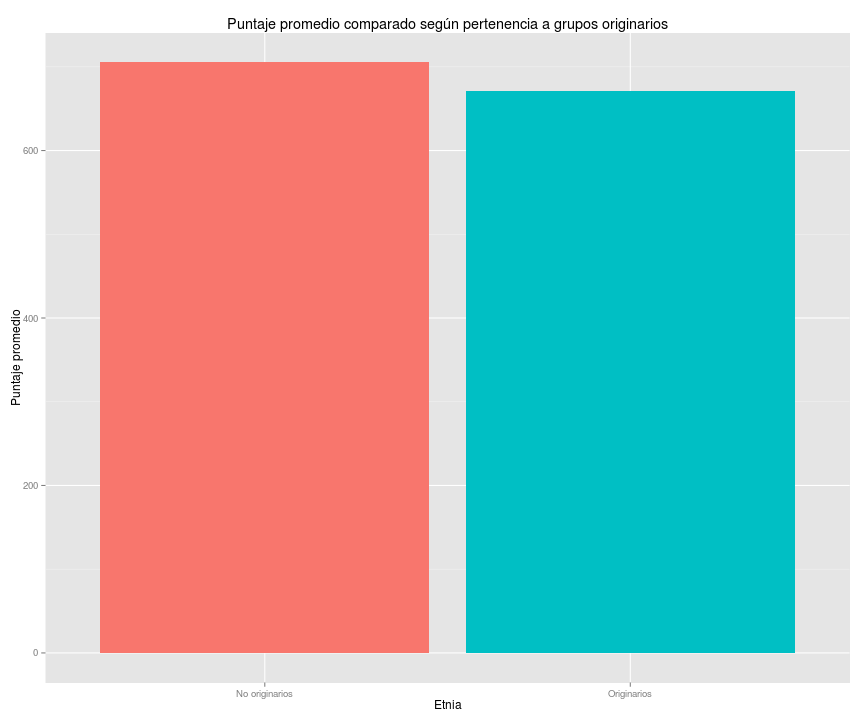 Puntaje promedio comparado según pertenencia a grupos originarios
Puntaje promedio
600
400
200
0
No originarios
Originarios
Etnia